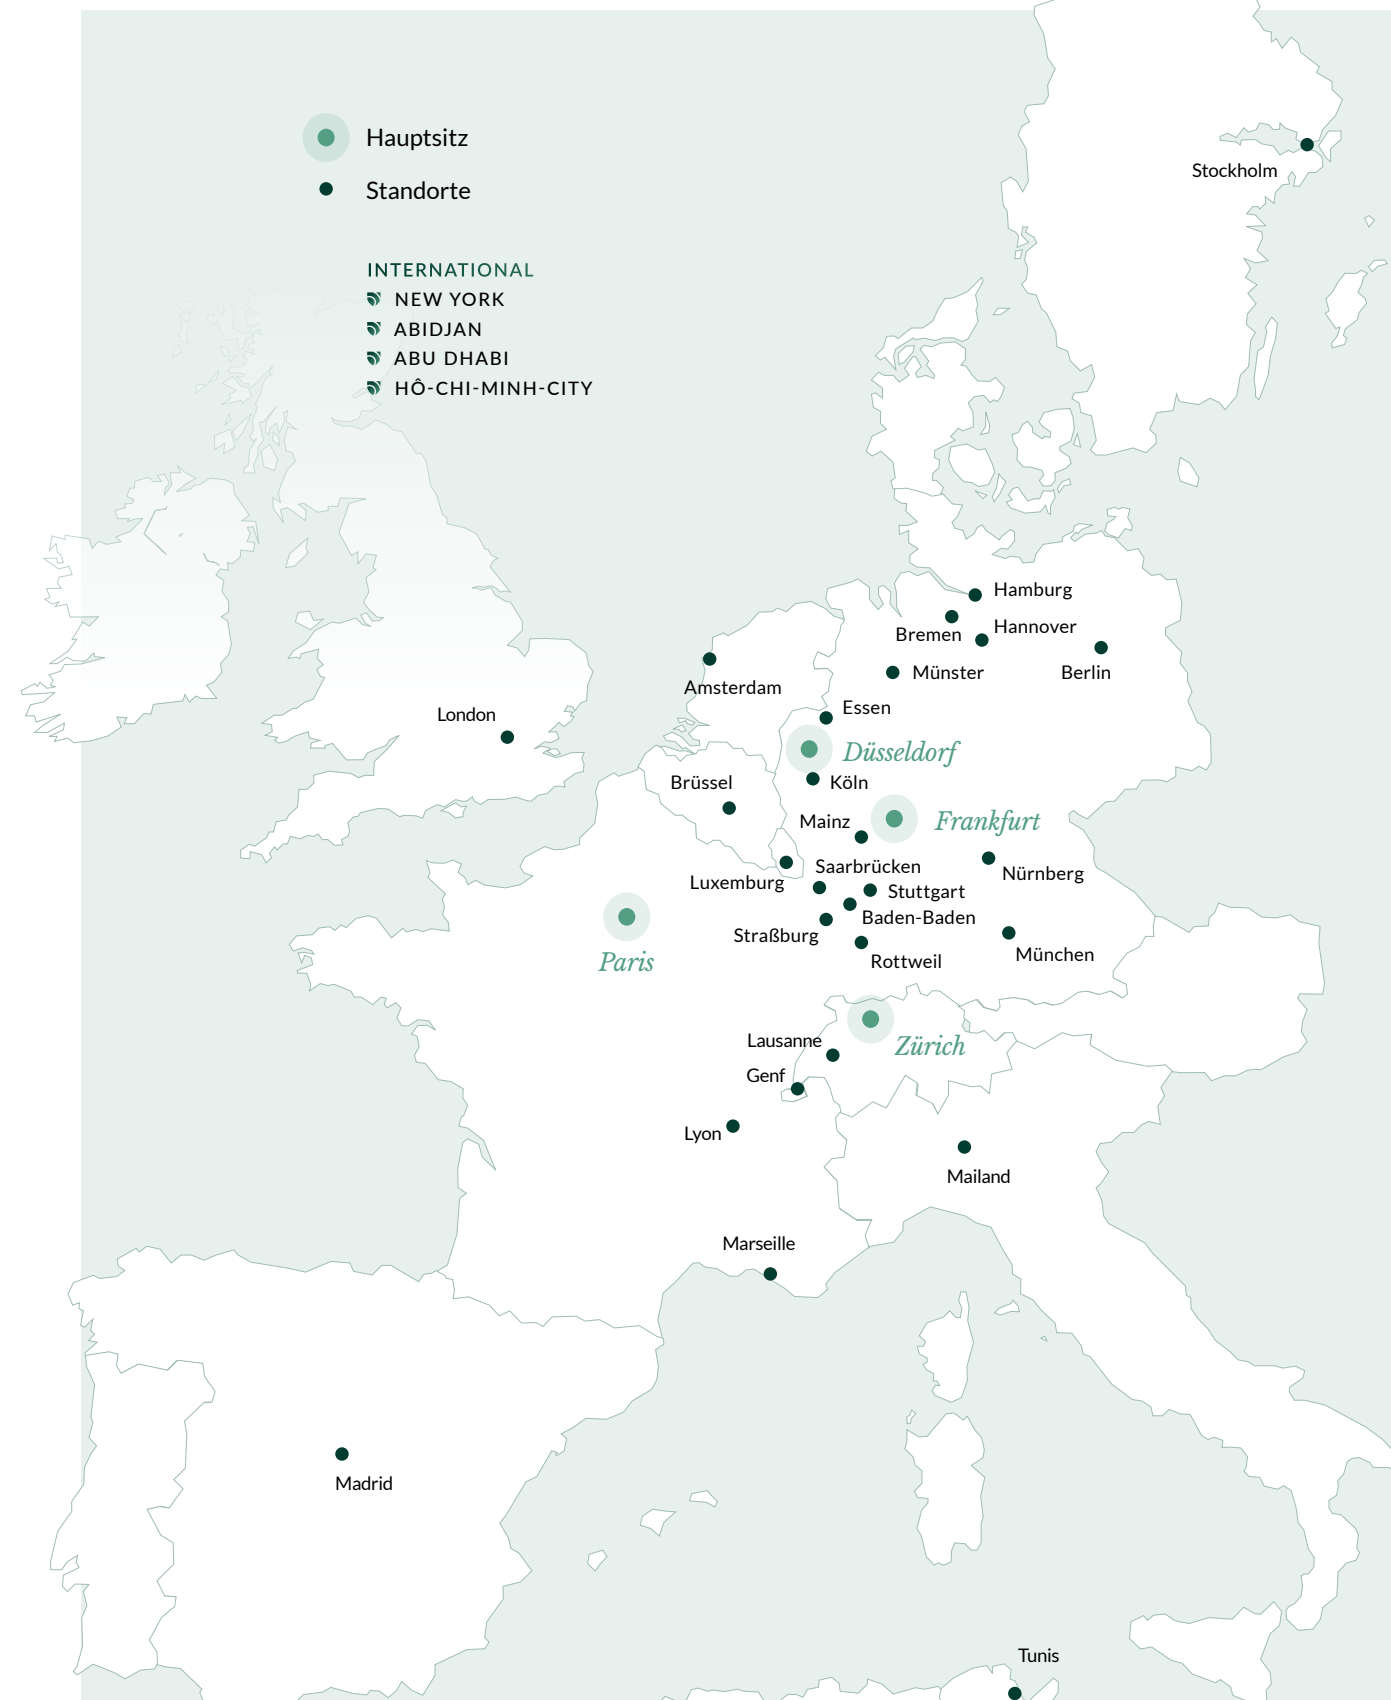 Hauptsitz
Standorte
INTERNATIONAL
NEW YORK
ABIDJAN
ABU DHABI
HÔ-CHI-MINH-CITY
Stockholm
Hamburg
Bremen
Hannover
Berlin
Münster
Amsterdam
Essen
London
Düsseldorf
Brüssel
Köln
Mainz
Frankfurt
Saarbrücken
Nürnberg
Luxemburg
Stuttgart
Baden-Baden
Straßburg
München
Rottweil
Paris
Lausanne
Zürich
Genf
Lyon
Mailand
Marseille
Madrid
Tunis